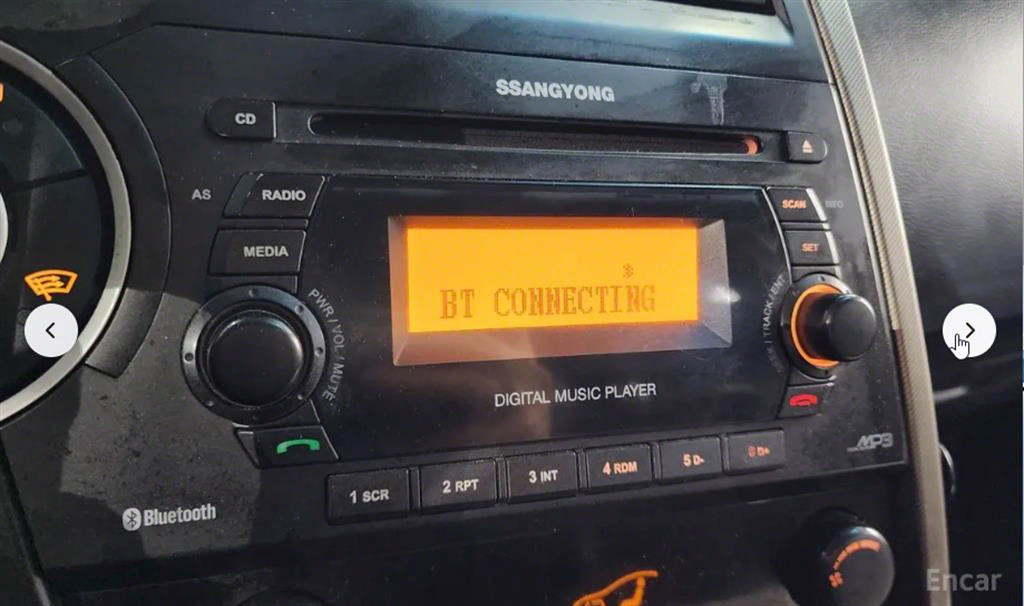 SSANGYONG
CD
AS
RADIO
SCAN
INFO
MEDIA
SET
BT CONNECTING
PWR / VOL / MUTE
TRACK / ENT
DIGITAL MUSIC PLAYER
MP3
1 SCR
2 RPT
3 INT
4 RDM
5 D-
6 D+
Bluetooth
Encar